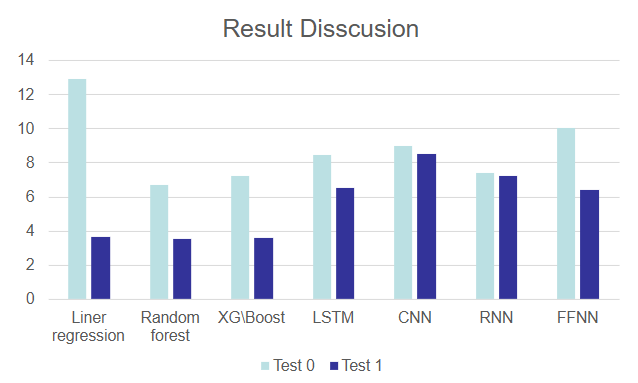 Result Disscusion
14
12
10
8
6
4
2
0
Liner regression
Random forest
XG\Boost
LSTM
CNN
RNN
FFNN
Test 0
Test 1